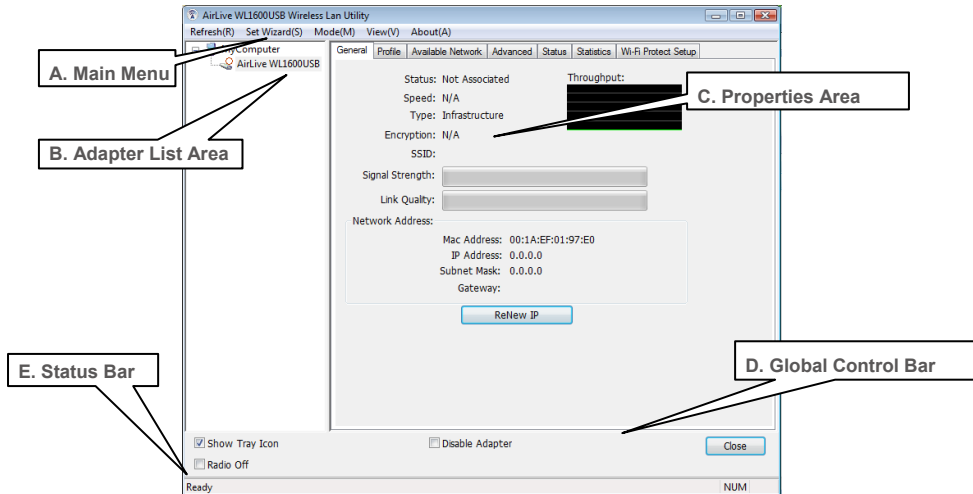 AirLive WL1600USB Wireless Lan Utility
Refresh(R) Set Wizard(S) Mode(M) View(V) About(A)
MyComputer
AirLive WL1600USB
General Profile Available Network Advanced Status Statistics Wi-Fi Protect Setup
A. Main Menu
B. Adapter List Area
Status: Not Associated
Throughput:
Speed: N/A
Type: Infrastructure
Encryption: N/A
SSID:
C. Properties Area
Signal Strength:
Link Quality:
Network Address:
Mac Address: 00:1A:EF:01:97:E0
IP Address: 0.0.0.0
Subnet Mask: 0.0.0.0
Gateway:
ReNew IP
E. Status Bar
D. Global Control Bar
Show Tray Icon
Disable Adapter
Close
Radio Off
Ready
NUM